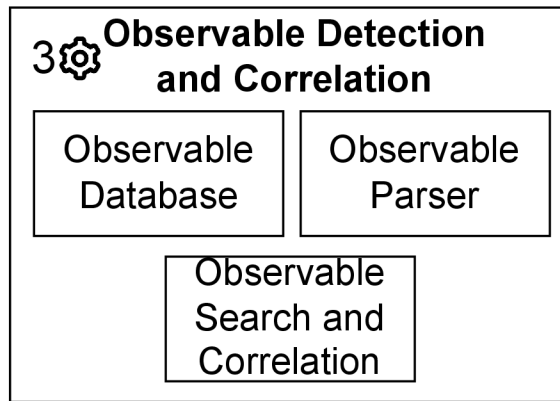 3 Observable Detection
and Correlation
Observable
Database
Observable
Parser
Observable
Search and
Correlation